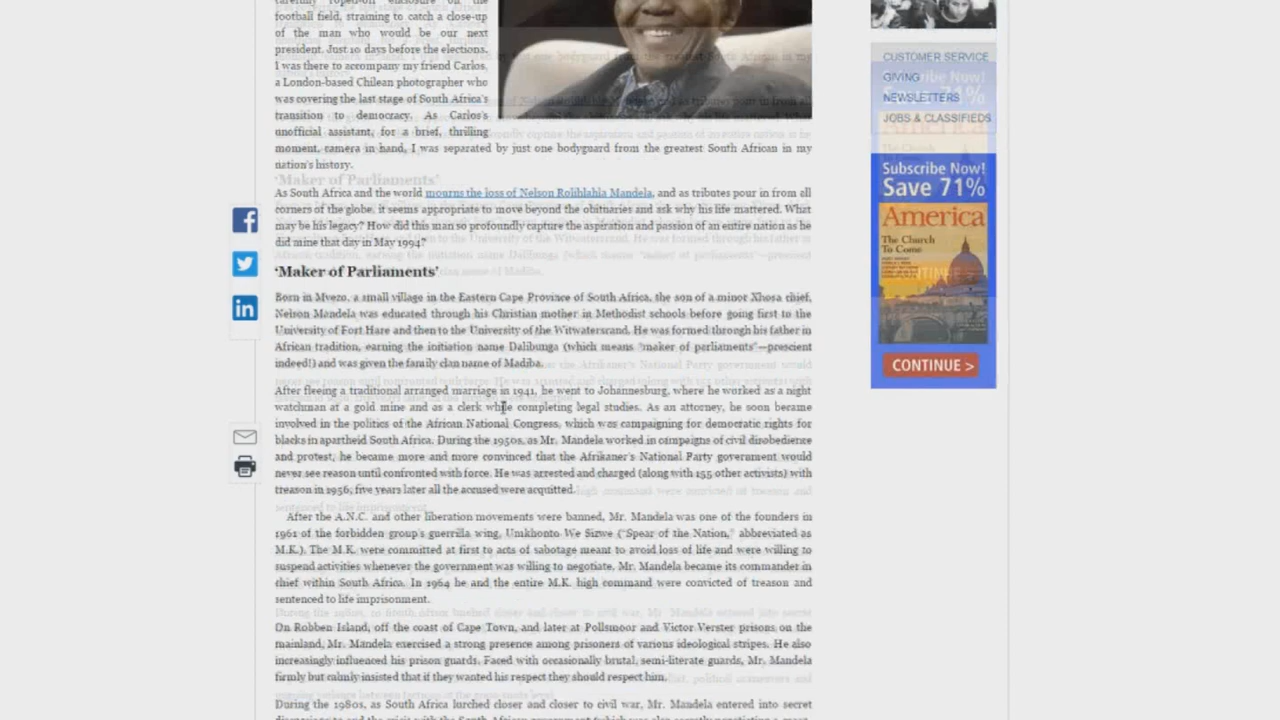 carefully roped-off enclosure on the
football field, straining to catch a close-up
of the man who would be our next
president. Just 10 days before the elections,
I was there to accompany my friend Carlos,
a London-based Chilean photographer who
was covering the last stage of South Africa's
transition to democracy. As Carlos's
unofficial assistant, for a brief, thrilling
moment, camera in hand, I was separated by just one bodyguard from the greatest South African in my
nation's history.
As South Africa and the world mourns the loss of Nelson Rolihlahla Mandela, and as tributes pour in from all
corners of the globe, it seems appropriate to move beyond the obituaries and ask why his life mattered. What
may be his legacy? How did this man so profoundly capture the aspiration and passion of an entire nation as he
did mine that day in May 1994?
'Maker of Parliaments'
Born in Mvezo, a small village in the Eastern Cape Province of South Africa, the son of a minor Xhosa chief,
Nelson Mandela was educated through his Christian mother in Methodist schools before going first to the
University of Fort Hare and then to the University of the Witwatersrand. He was formed through his father in
African tradition, earning the initiation name Dalibunga (which means "maker of parliaments"—prescient
indeed!) and was given the family clan name of Madiba.
After fleeing a traditional arranged marriage in 1941, he went to Johannesburg, where he worked as a night
watchman at a gold mine and as a clerk while completing legal studies. As an attorney, he soon became
involved in the politics of the African National Congress, which was campaigning for democratic rights for
blacks in apartheid South Africa. During the 1950s, as Mr. Mandela worked in campaigns of civil disobedience
and protest, he became more and more convinced that the Afrikaner's National Party government would
never see reason until confronted with force. He was arrested and charged (along with 155 other activists) with
treason in 1956; five years later all the accused were acquitted.
After the A.N.C. and other liberation movements were banned, Mr. Mandela was one of the founders in
1961 of the forbidden group's guerrilla wing, Umkhonto We Sizwe ("Spear of the Nation," abbreviated as
M.K.). The M.K. were committed at first to acts of sabotage meant to avoid loss of life and were willing to
suspend activities whenever the government was willing to negotiate. Mr. Mandela became its commander in
chief within South Africa. In 1964 he and the entire M.K. high command were convicted of treason and
sentenced to life imprisonment.
On Robben Island, off the coast of Cape Town, and later at Pollsmoor and Victor Verster prisons on the
mainland, Mr. Mandela exercised a strong presence among prisoners of various ideological stripes. He also
increasingly influenced his prison guards. Faced with occasionally brutal, semi-literate guards, Mr. Mandela
firmly but calmly insisted that if they wanted his respect they should respect him.
During the 1980s, as South Africa lurched closer and closer to civil war, Mr. Mandela entered into secret
CUSTOMER SERVICE
GIVING
NEWSLETTERS
JOBS & CLASSIFIEDS
Subscribe Now!
Save 71%
America
The Church
To Come
CONTINUE >